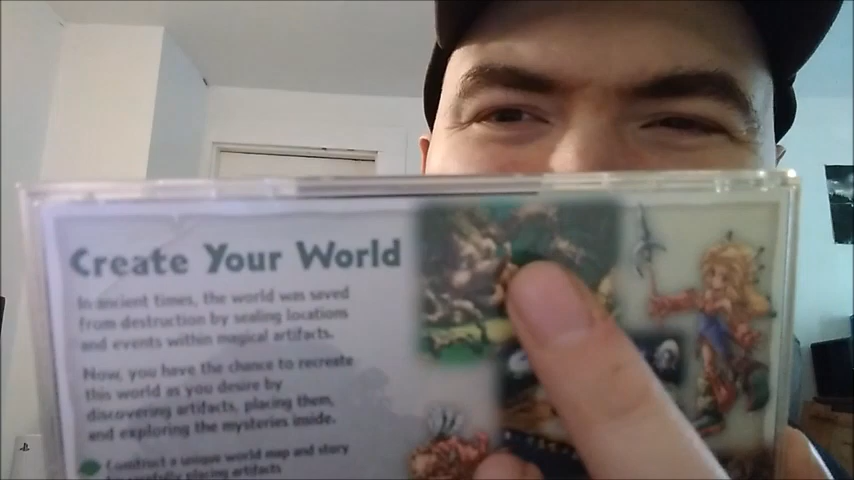 Create Your World
In ancient times, the world was saved
from destruction by sealing locations
and events within magical artifacts.
Now, you have the chance to recreate
this world as you desire by
discovering artifacts, placing them,
and exploring the mysteries inside.
Construct a unique world map and story
placing artifacts